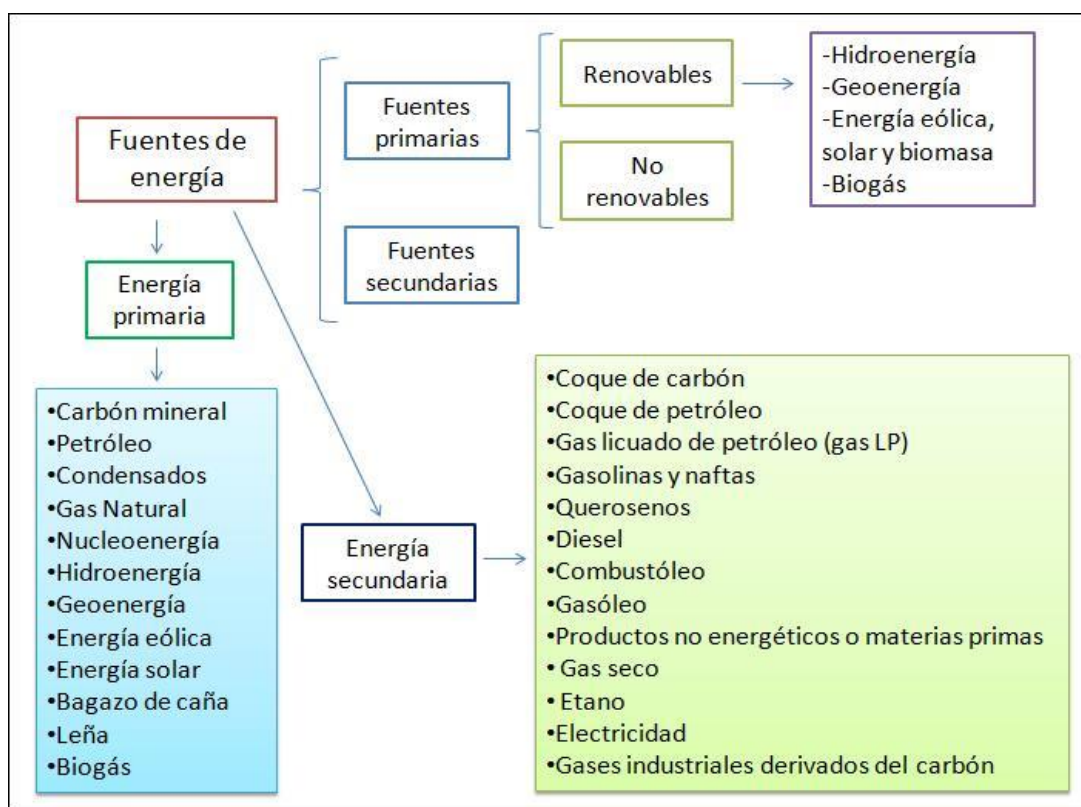 Fuentes de
energía
Fuentes
primarias
Renovables
-Hidroenergía
-Geoenergía
-Energía eólica,
solar y biomasa
-Biogás
No
renovables
Fuentes
secundarias
Energía
primaria
•Carbón mineral
•Petróleo
•Condensados
•Gas Natural
•Nucleoenergía
•Hidroenergía
•Geoenergía
•Energía eólica
•Energía solar
•Bagazo de caña
•Leña
•Biogás
Energía
secundaria
•Coque de carbón
•Coque de petróleo
•Gas licuado de petróleo (gas LP)
•Gasolinas y naftas
•Querosenos
•Diesel
•Combustóleo
•Gasóleo
•Productos no energéticos o materias primas
• Gas seco
• Etano
•Electricidad
•Gases industriales derivados del carbón